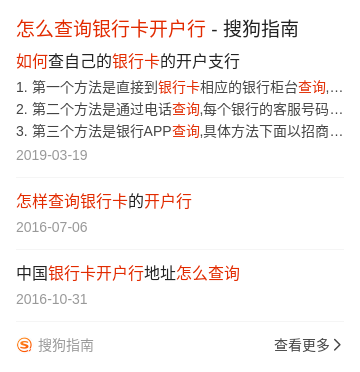 怎么查询银行卡开户行 - 搜狗指南
如何查自己的银行卡的开户支行
1. 第一个方法是直接到银行卡相应的银行柜台查询,...
2. 第二个方法是通过电话查询,每个银行的客服号码...
3. 第三个方法是银行APP查询,具体方法下面以招商...
2019-03-19
怎样查询银行卡的开户行
2016-07-06
中国银行卡开户行地址怎么查询
2016-10-31
搜狗指南 查看更多